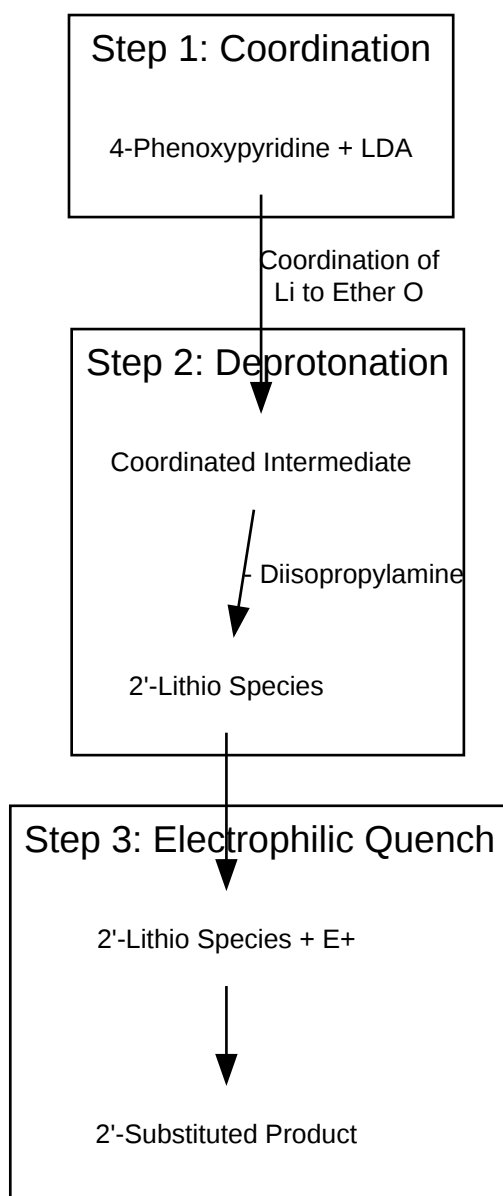 Step 1: Coordination
4-Phenoxypyridine + LDA
Coordination of
Li to Ether O
Step 2: Deprotonation
Coordinated Intermediate
- Diisopropylamine
2'-Lithio Species
Step 3: Electrophilic Quench
2'-Lithio Species + E+
2'-Substituted Product